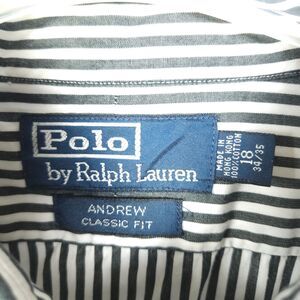 Polo
by Ralph Lauren
MADE IN
HONG KONG
100% COTTON
18
34/35
ANDREW
CLASSIC FIT